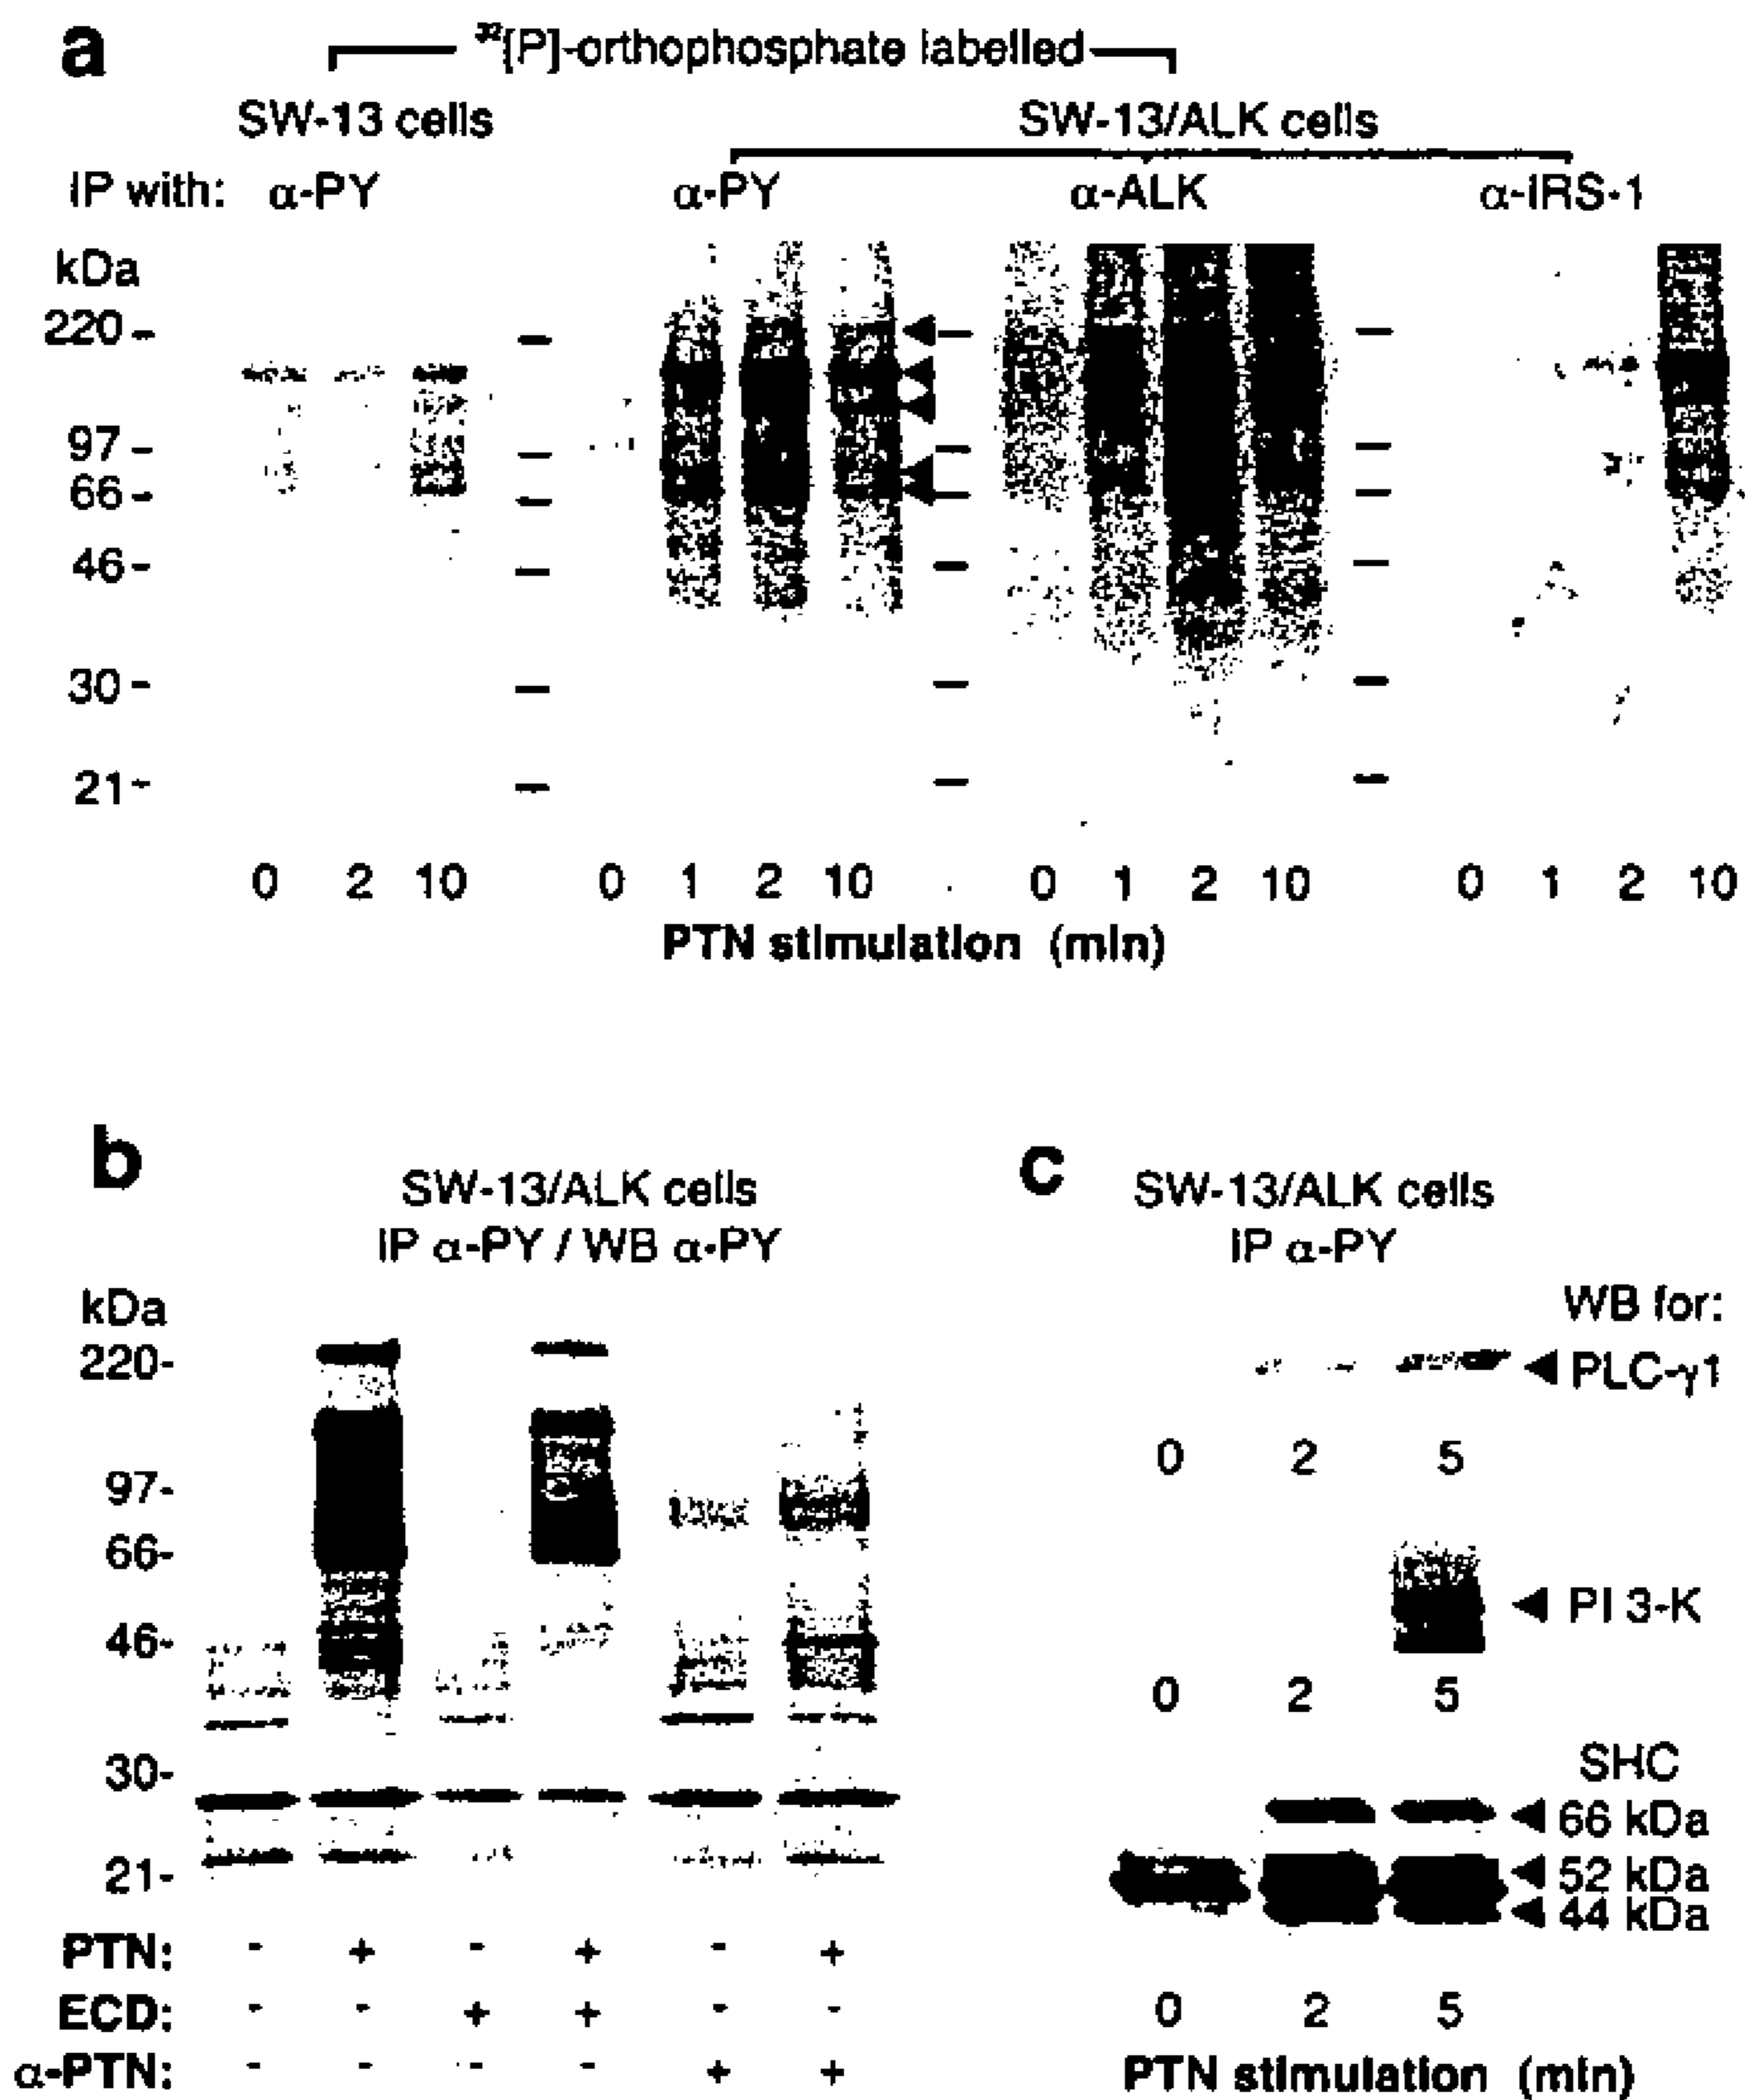 a
³²[P]-orthophosphate labelled
SW-13 cells SW-13/ALK cells
IP with: α-PY α-PY α-ALK α-IRS-1
kDa
220
97
66
46
30
21
0 2 10 0 1 2 10 0 1 2 10 0 1 2 10
PTN stimulation (min)
b
SW-13/ALK cells
IP α-PY / WB α-PY
kDa
220-
97-
66-
46-
30-
21-
PTN: - + - + - +
ECD: - - + + - -
α-PTN: - - - - + +
c
SW-13/ALK cells
IP α-PY
WB for:
PLC-γ1
0 2 5
PI 3-K
0 2 5
SHC
66 kDa
52 kDa
44 kDa
0 2 5
PTN stimulation (min)